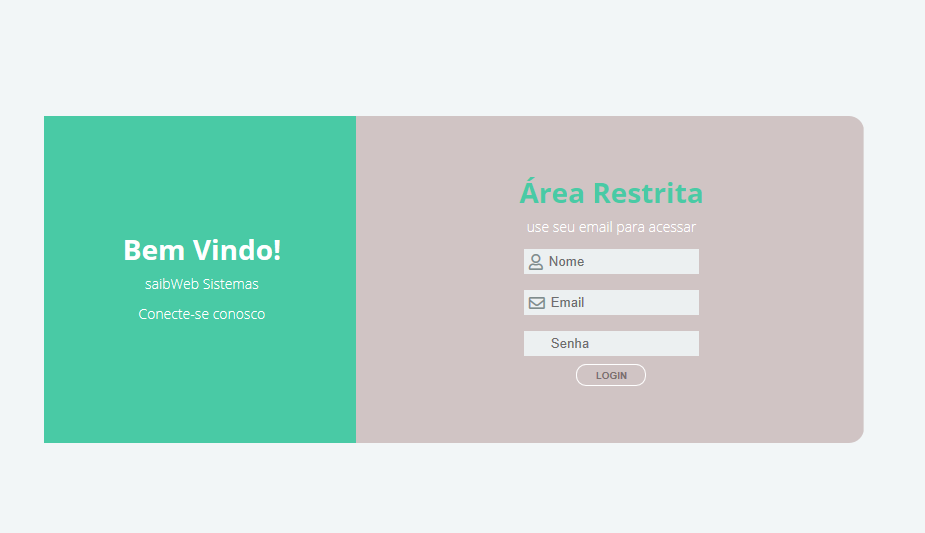 Bem Vindo!
saibWeb Sistemas
Conecte-se conosco
Área Restrita
use seu email para acessar
Nome
Email
Senha
LOGIN